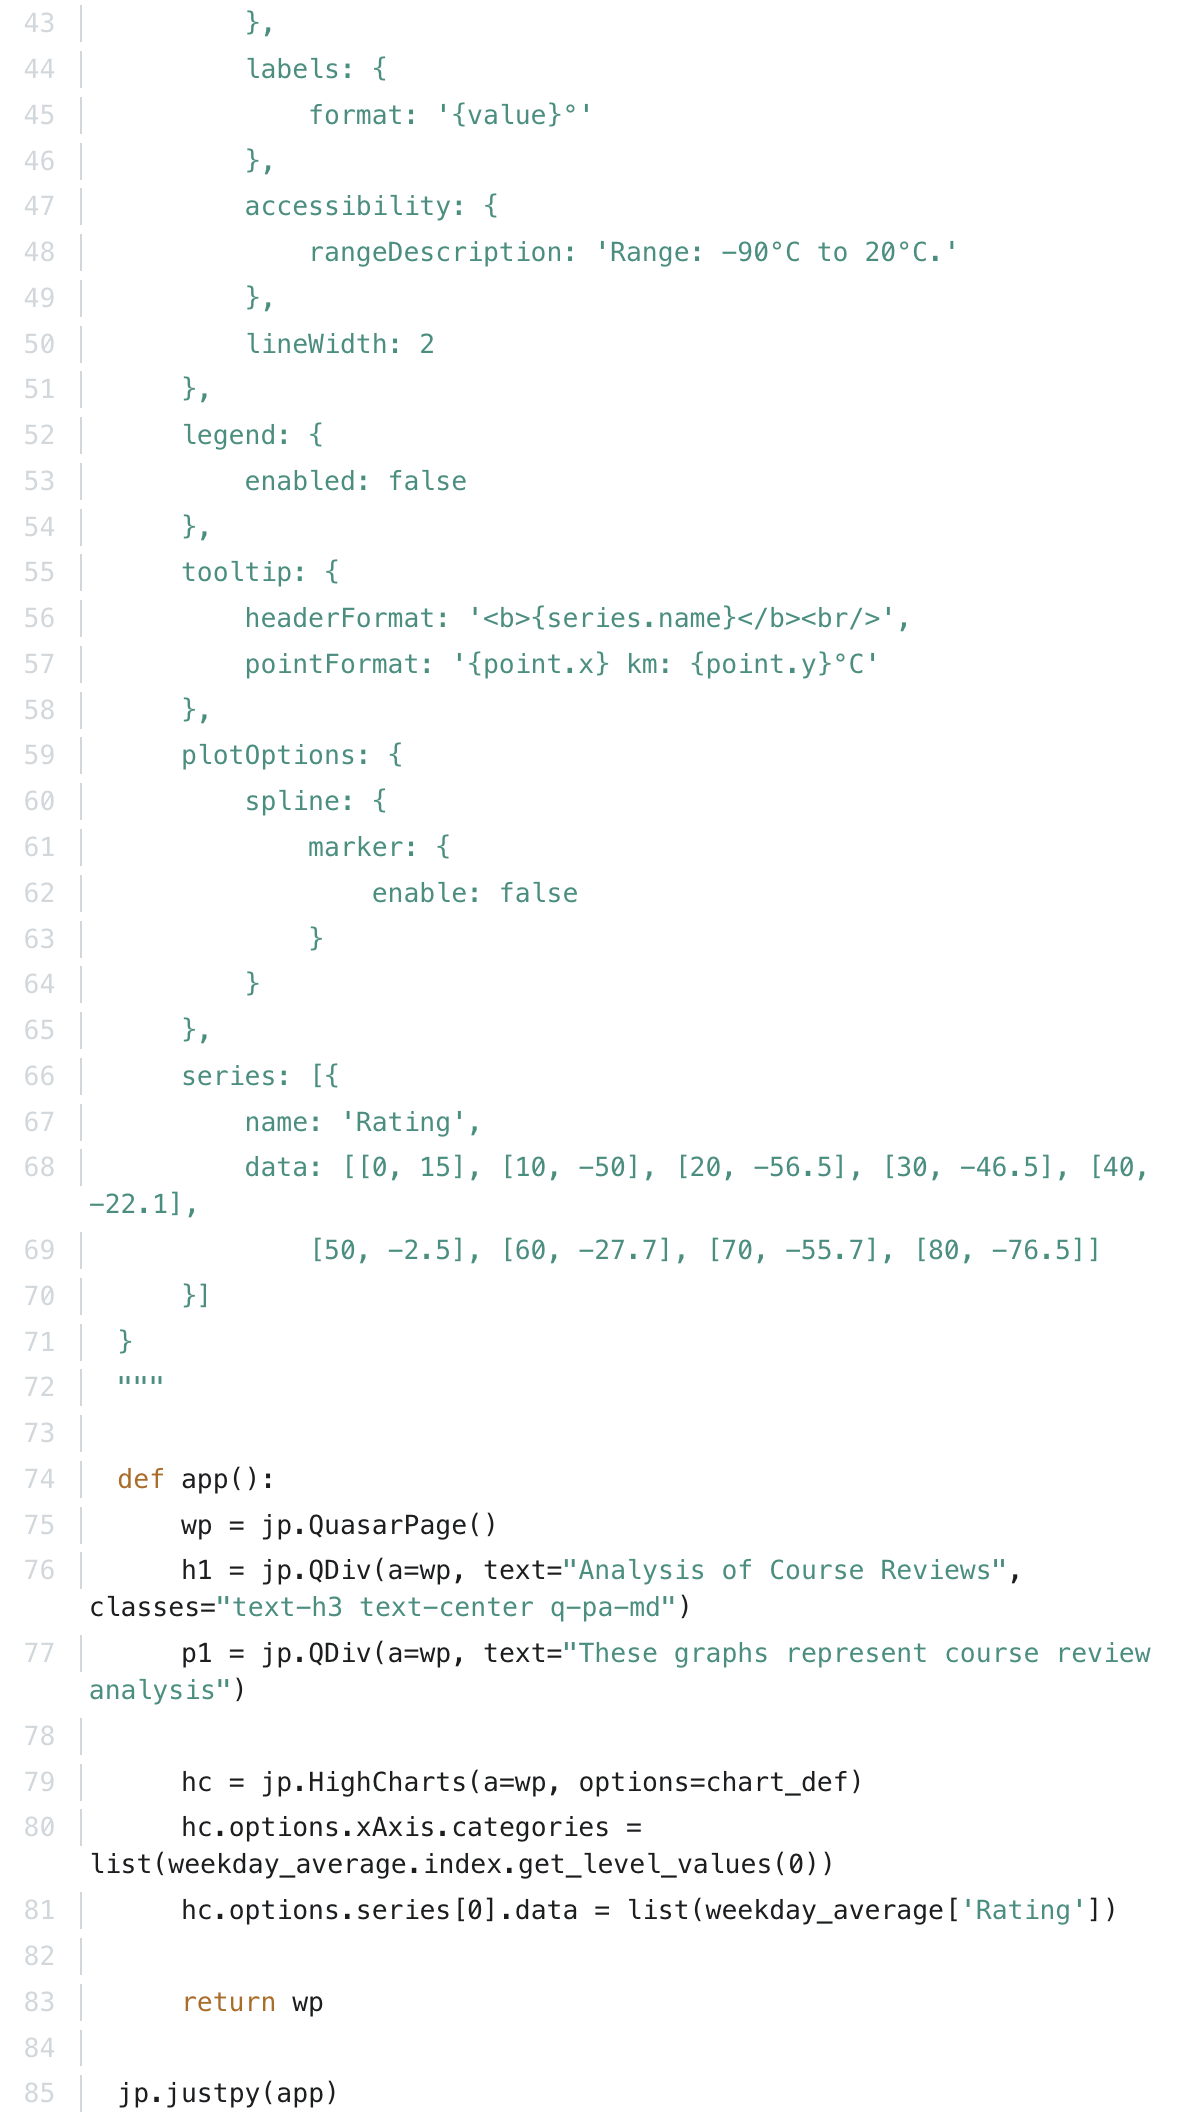 43 },
44 labels: {
45 format: '{value}°'
46 },
47 accessibility: {
48 rangeDescription: 'Range: −90°C to 20°C.'
49 },
50 lineWidth: 2
51 },
52 legend: {
53 enabled: false
54 },
55 tooltip: {
56 headerFormat: '<b>{series.name}</b><br/>',
57 pointFormat: '{point.x} km: {point.y}°C'
58 },
59 plotOptions: {
60 spline: {
61 marker: {
62 enable: false
63 }
64 }
65 },
66 series: [{
67 name: 'Rating',
68 data: [[0, 15], [10, −50], [20, −56.5], [30, −46.5], [40,
−22.1],
69 [50, −2.5], [60, −27.7], [70, −55.7], [80, −76.5]]
70 }]
71 }
72 """
73
74 def app():
75 wp = jp.QuasarPage()
76 h1 = jp.QDiv(a=wp, text="Analysis of Course Reviews",
classes="text−h3 text−center q−pa−md")
77 p1 = jp.QDiv(a=wp, text="These graphs represent course review
analysis")
78
79 hc = jp.HighCharts(a=wp, options=chart_def)
80 hc.options.xAxis.categories =
list(weekday_average.index.get_level_values(0))
81 hc.options.series[0].data = list(weekday_average['Rating'])
82
83 return wp
84
85 jp.justpy(app)